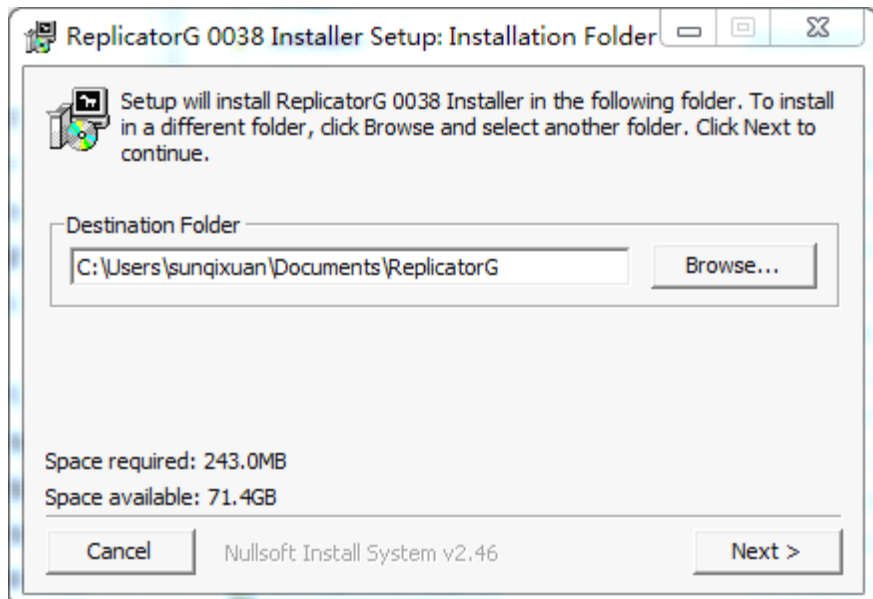 ReplicatorG 0038 Installer Setup: Installation Folder
Setup will install ReplicatorG 0038 Installer in the following folder. To install
in a different folder, click Browse and select another folder. Click Next to
continue.
Destination Folder
C:\Users\sunqixuan\Documents\ReplicatorG
Browse...
Space required: 243.0MB
Space available: 71.4GB
Cancel
Nullsoft Install System v2.46
Next >